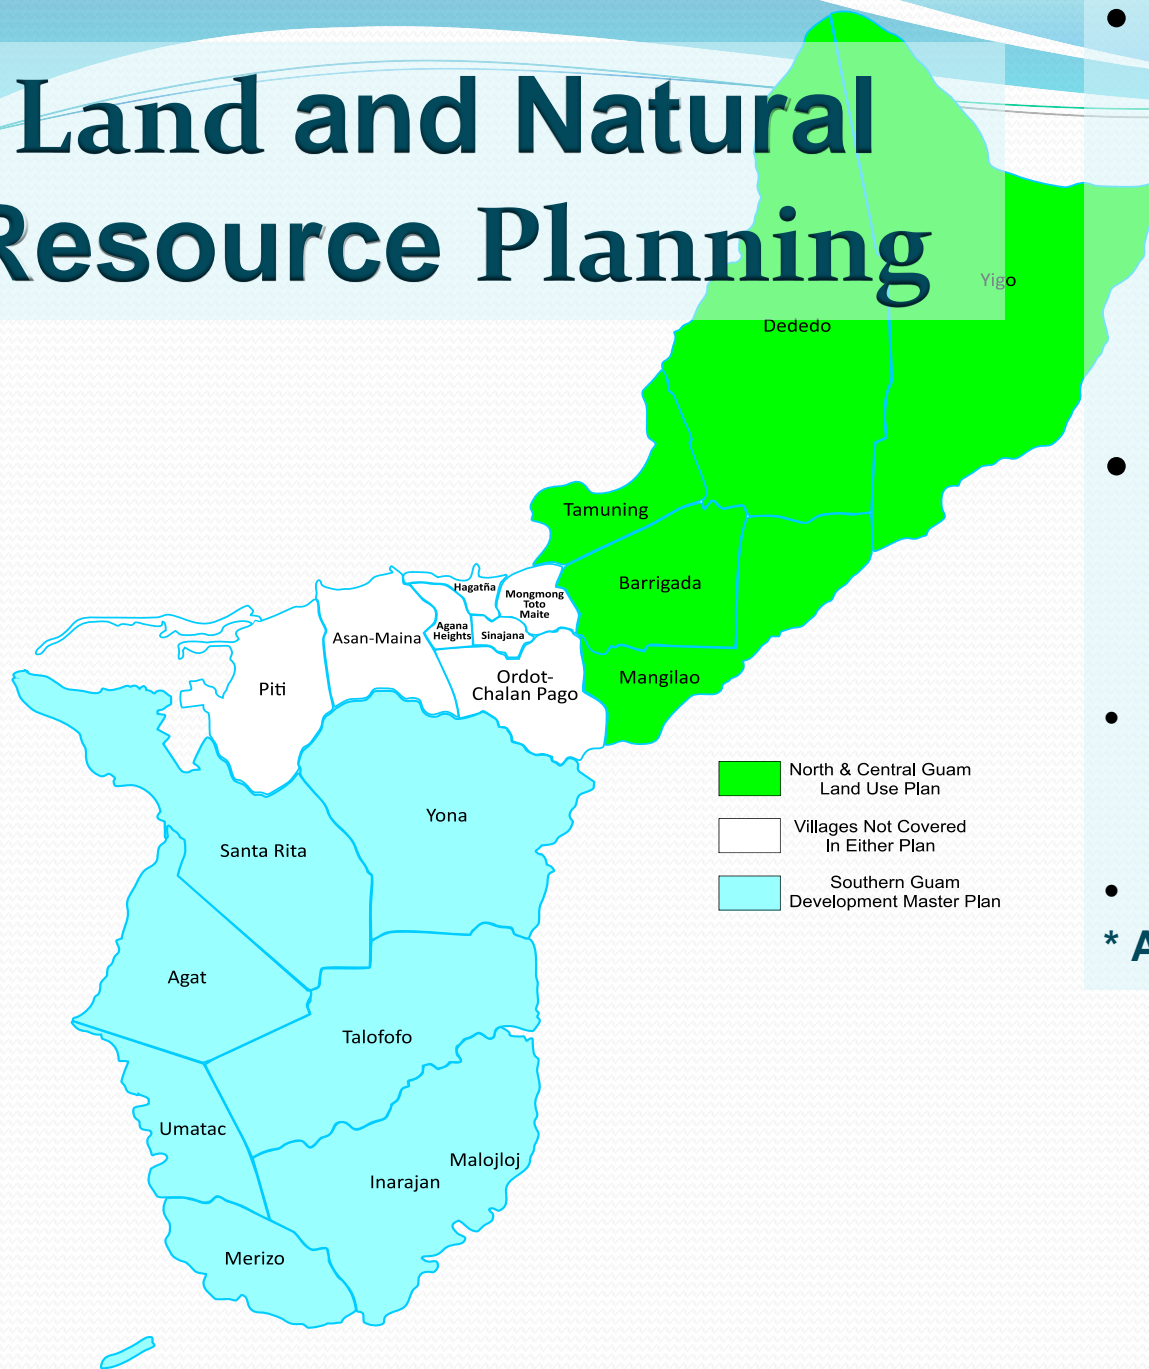 Land and Natural
Resource Planning
Yigo
Dededo
Tamuning
Barrigada
Hagatña
Mongmong
Toto
Maite
Agana
Heights
Sinajana
Asan-Maina
Ordot-
Chalan Pago
Mangilao
Piti
North & Central Guam
Land Use Plan
Villages Not Covered
In Either Plan
Southern Guam
Development Master Plan
Yona
Santa Rita
* A
Agat
Talofofo
Umatac
Malojloj
Inarajan
Merizo